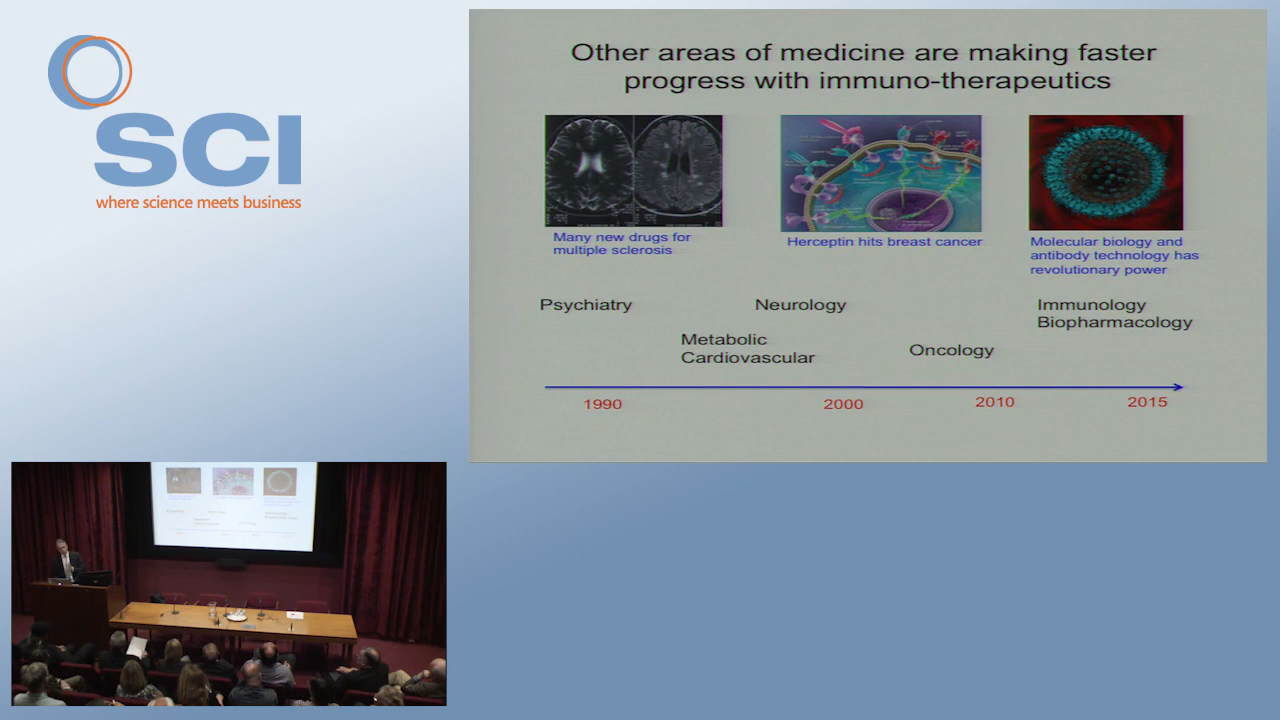 SCI
where science meets business
Other areas of medicine are making faster
progress with immuno-therapeutics
Many new drugs for
multiple sclerosis
Herceptin hits breast cancer
Molecular biology and
antibody technology has
revolutionary power
Psychiatry
Neurology
Immunology
Biopharmacology
Metabolic
Cardiovascular
Oncology
1990
2000
2010
2015